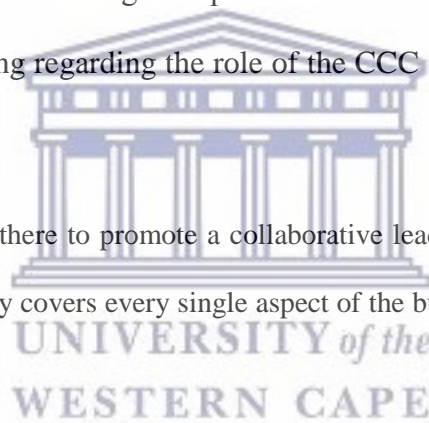 ng regarding the role of the CCC
there to promote a collaborative lea
y covers every single aspect of the b
UNIVERSITY of the
WESTERN CAPE